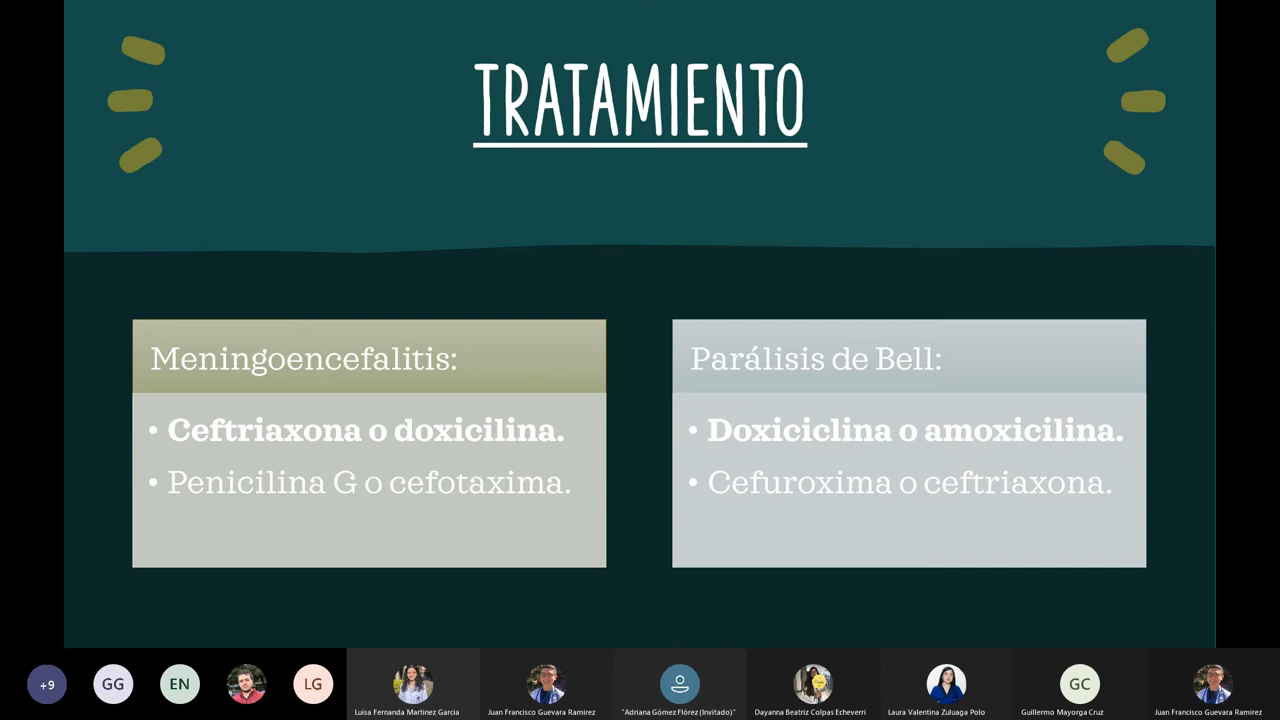 TRATAMIENTO
Meningoencefalitis:
• Ceftriaxona o doxicilina.
• Penicilina G o cefotaxima.
Parálisis de Bell:
• Doxiciclina o amoxicilina.
• Cefuroxima o ceftriaxona.
+9
GG
EN
LG
GC
Luisa Fernanda Martinez Garcia
Juan Francisco Guevara Ramirez
"Adriana Gómez Flórez (Invitado)"
Dayanna Beatriz Colpas Echeverri
Laura Valentina Zuluaga Polo
Guillermo Mayorga Cruz
Juan Francisco Guevara Ramirez